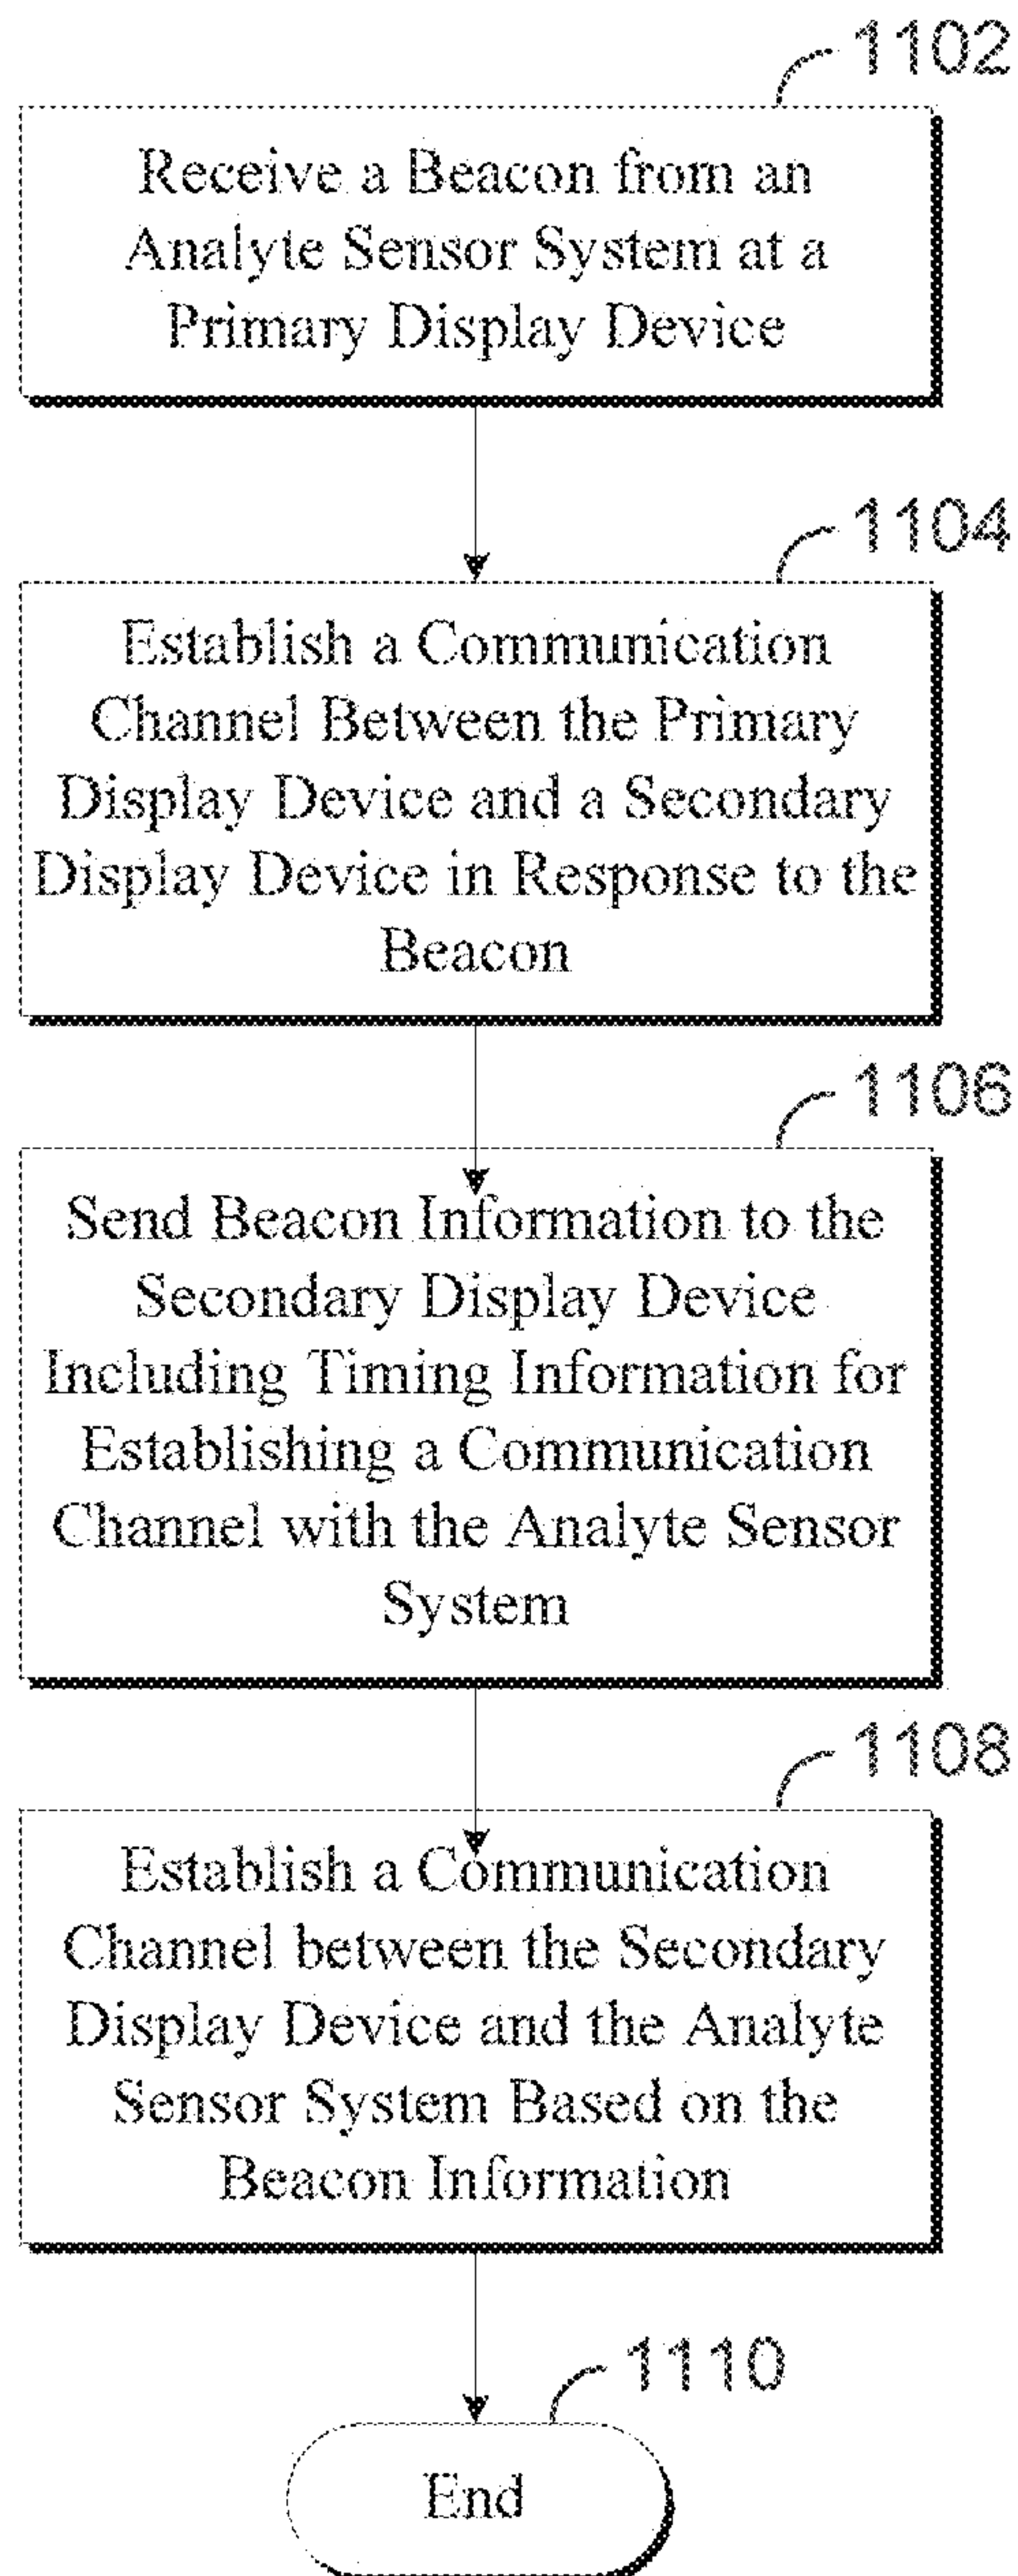 1102
Receive a Beacon from an
Analyte Sensor System at a
Primary Display Device
1104
Establish a Communication
Channel Between the Primary
Display Device and a Secondary
Display Device in Response to the
Beacon
1106
Send Beacon Information to the
Secondary Display Device
Including Timing Information for
Establishing a Communication
Channel with the Analyte Sensor
System
1108
Establish a Communication
Channel between the Secondary
Display Device and the Analyte
Sensor System Based on the
Beacon Information
1110
End